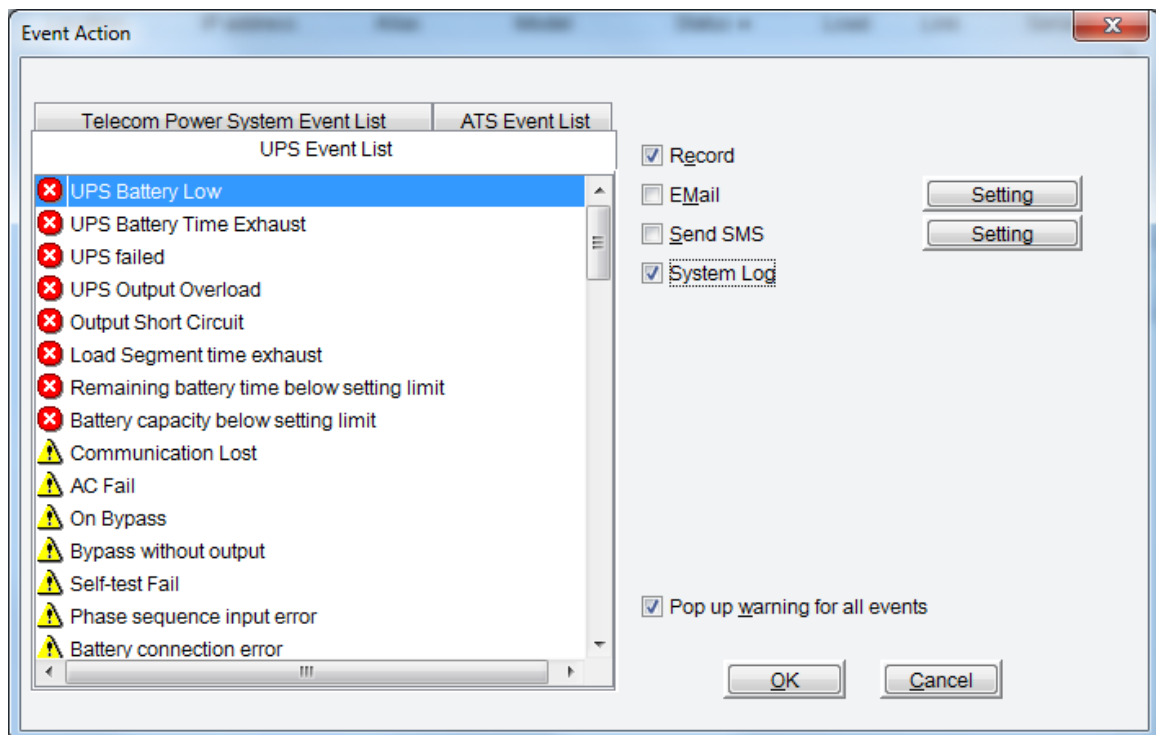 Event Action
Telecom Power System Event List
ATS Event List
UPS Event List
UPS Battery Low
UPS Battery Time Exhaust
UPS failed
UPS Output Overload
Output Short Circuit
Load Segment time exhaust
Remaining battery time below setting limit
Battery capacity below setting limit
Communication Lost
AC Fail
On Bypass
Bypass without output
Self-test Fail
Phase sequence input error
Battery connection error
Record
EMail
Setting
Send SMS
Setting
System Log
Pop up warning for all events
OK
Cancel